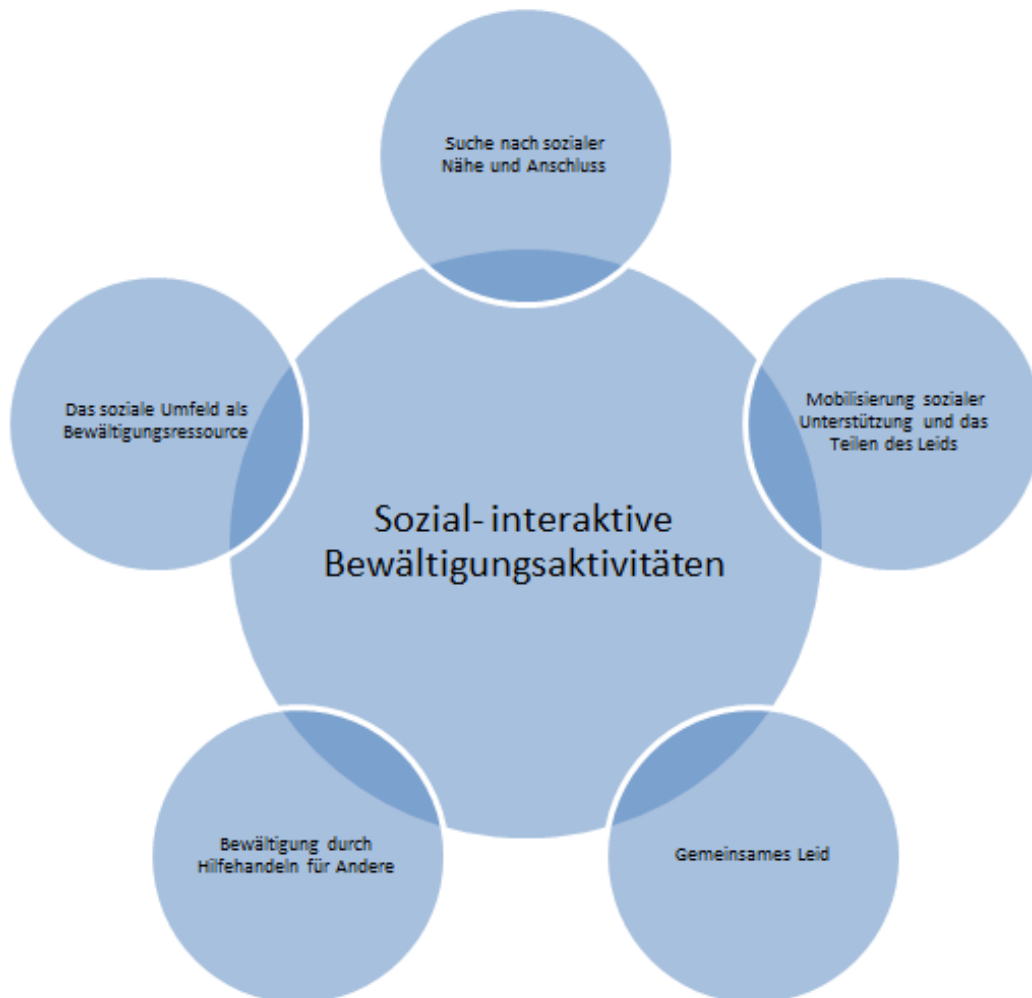 Suche nach sozialer
Nähe und Anschluss
Das soziale Umfeld als
Bewältigungsressource
Mobilisierung sozialer
Unterstützung und das
Teilen des Leids
Sozial- interaktive
Bewältigungsaktivitäten
Bewältigung durch
Hilfehandeln für Andere
Gemeinsames Leid